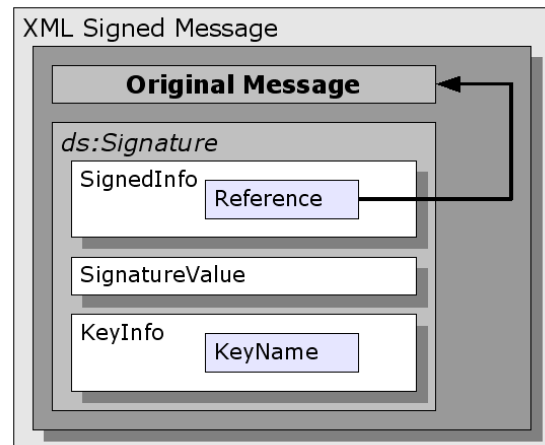 XML Signed Message
Original Message
ds:Signature
SignedInfo
Reference
SignatureValue
KeyInfo
KeyName